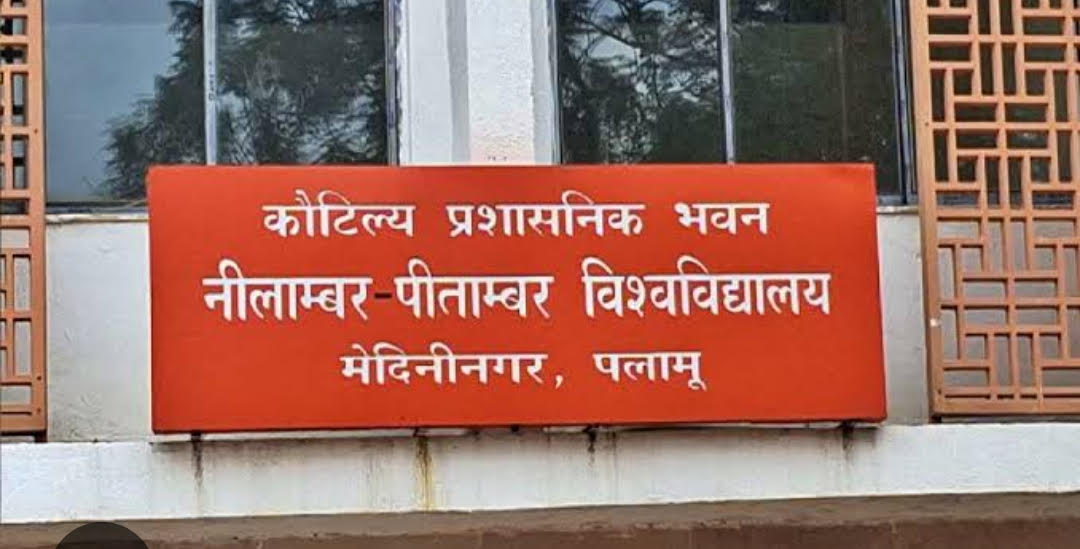 कौटिल्य प्रशासनिक भवन
नीलाम्बर-पीताम्बर विश्वविद्यालय
मेदिनीनगर, पलामू